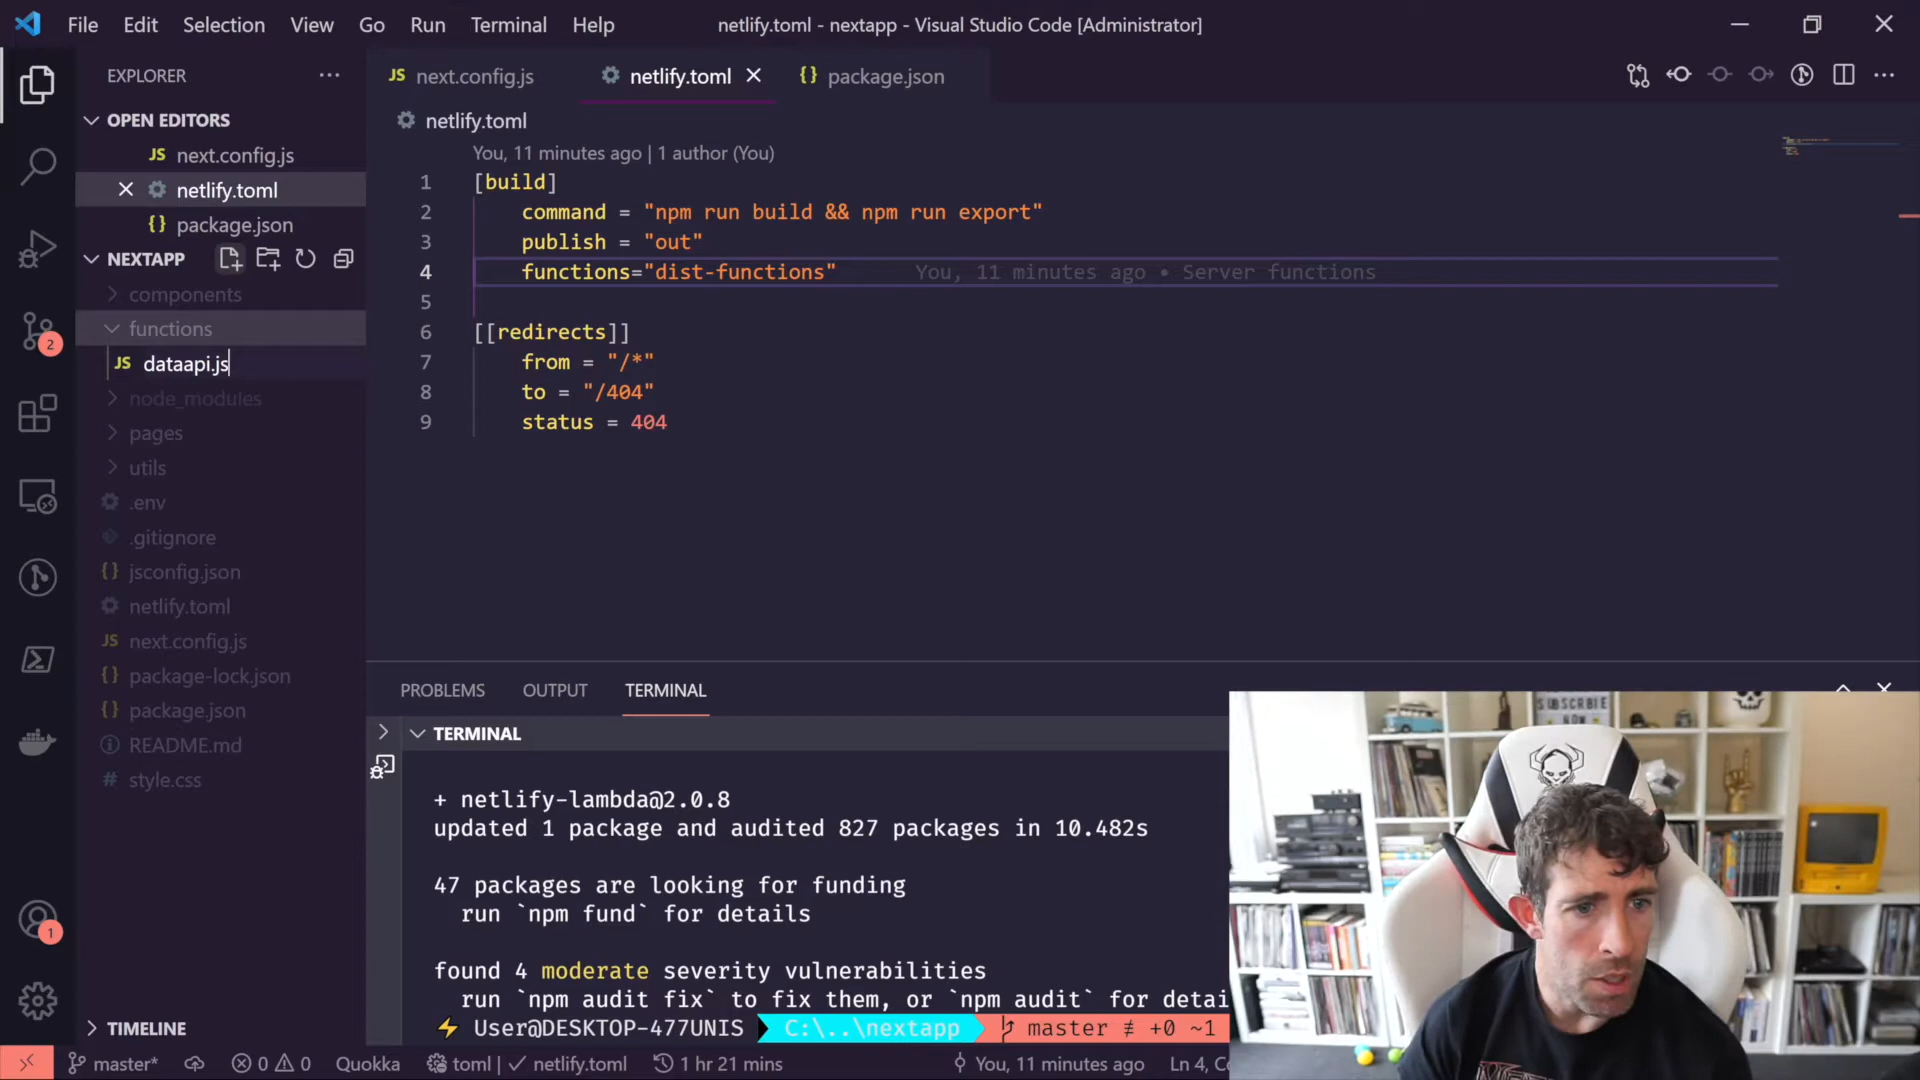 File Edit Selection View Go Run Terminal Help
netlify.toml - nextapp - Visual Studio Code [Administrator]
EXPLORER
OPEN EDITORS
JS next.config.js
netlify.toml
{} package.json
NEXTAPP
components
functions
JS dataapi.js
node_modules
pages
utils
.env
.gitignore
{} jsconfig.json
netlify.toml
JS next.config.js
{} package-lock.json
{} package.json
README.md
# style.css
TIMELINE
2
1
JS next.config.js
netlify.toml
{} package.json
netlify.toml
You, 11 minutes ago | 1 author (You)
1 [build]
2 command = "npm run build && npm run export"
3 publish = "out"
4 functions="dist-functions" You, 11 minutes ago • Server functions
5
6 [[redirects]]
7 from = "/*"
8 to = "/404"
9 status = 404
PROBLEMS OUTPUT TERMINAL
TERMINAL
+ netlify-lambda@2.0.8
updated 1 package and audited 827 packages in 10.482s
47 packages are looking for funding
run `npm fund` for details
found 4 moderate severity vulnerabilities
run `npm audit fix` to fix them, or `npm audit` for detai
User@DESKTOP-477UNIS C:\..\nextapp master ≢ +0 ~1
SUBSCRBIE
NOW
master* 0 0 Quokka toml | ✓ netlify.toml 1 hr 21 mins You, 11 minutes ago Ln 4, Co